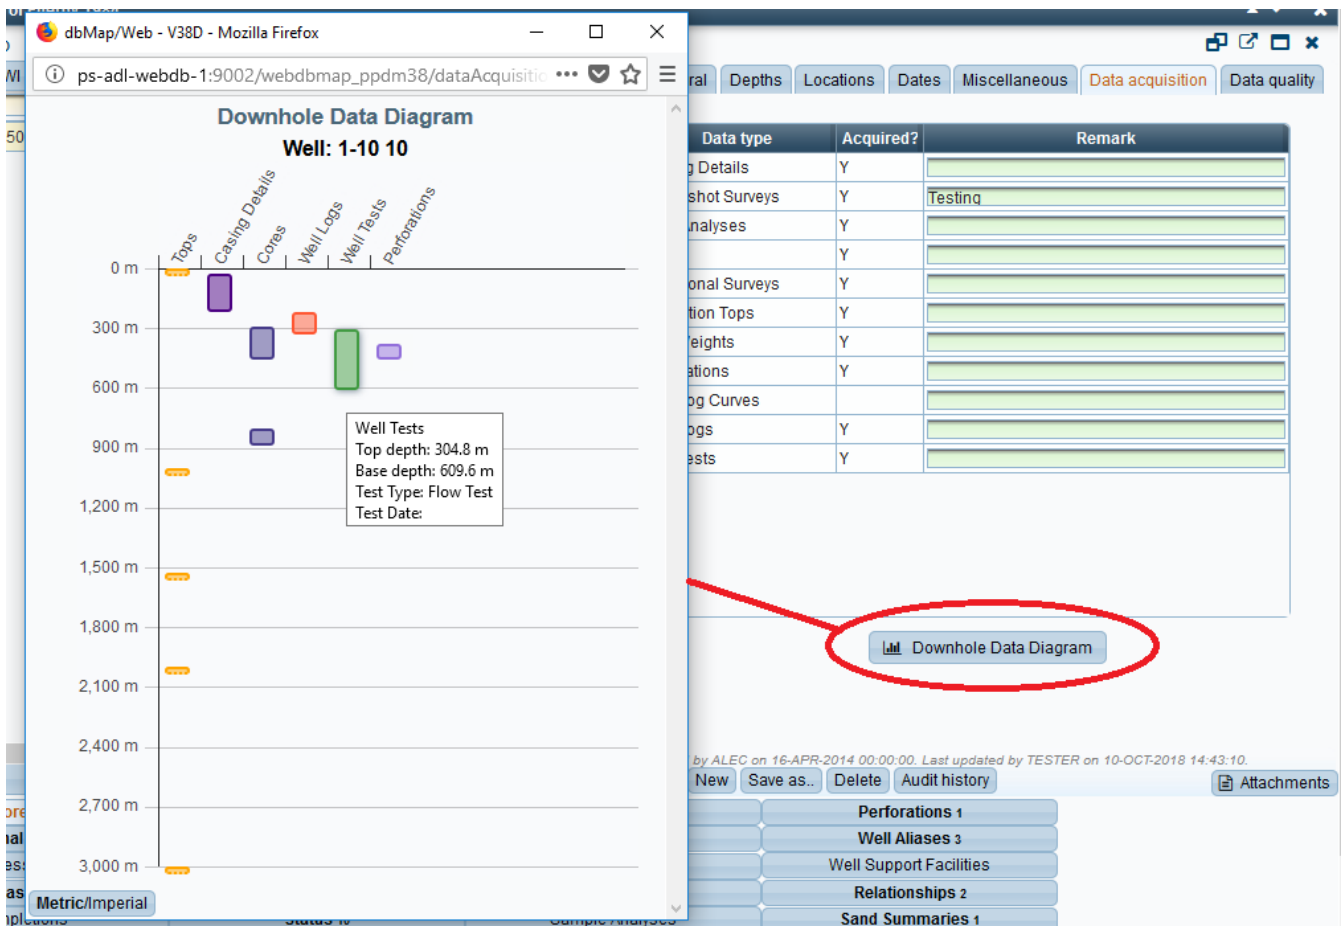 dbMap/Web - V38D - Mozilla Firefox
ps-adl-webdb-1:9002/webdbmap_ppdm38/dataAcquisitio
Downhole Data Diagram
Well: 1-10 10
Tops
Casing Details
Cores
Well Logs
Well Tests
Perforations
0 m
300 m
600 m
900 m
1,200 m
1,500 m
1,800 m
2,100 m
2,400 m
2,700 m
3,000 m
Well Tests
Top depth: 304.8 m
Base depth: 609.6 m
Test Type: Flow Test
Test Date:
Metric/Imperial
ral Depths Locations Dates Miscellaneous Data acquisition Data quality
50
Data type Acquired? Remark
g Details Y
shot Surveys Y Testing
Analyses Y
Y
onal Surveys Y
tion Tops Y
eights Y
ations Y
og Curves
ogs Y
ests Y
Downhole Data Diagram
by ALEC on 16-APR-2014 00:00:00. Last updated by TESTER on 10-OCT-2018 14:43:10.
New Save as.. Delete Audit history Attachments
Perforations 1
Well Aliases 3
Well Support Facilities
Relationships 2
Sand Summaries 1